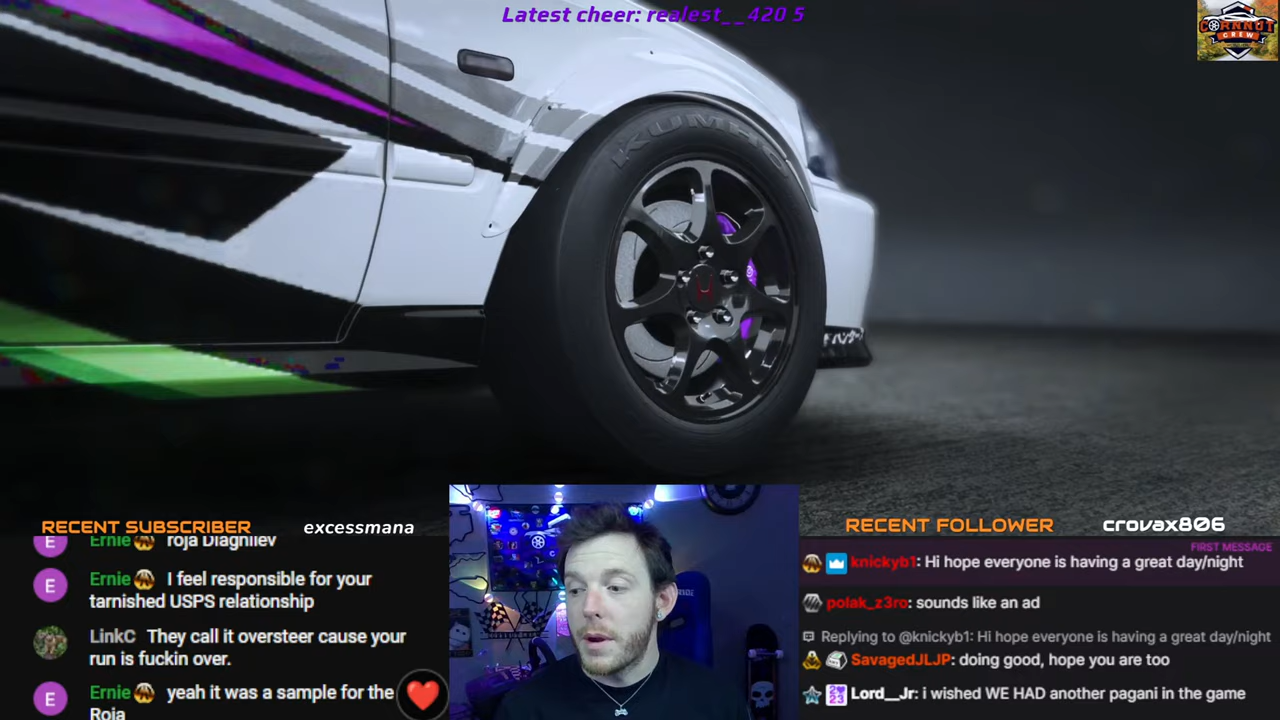 Latest cheer: realest__420 5
CORNNUT
CREW
KUMHO
RECENT SUBSCRIBER excessmana
Ernie roja Diaghilev
E Ernie I feel responsible for your
tarnished USPS relationship
LinkC They call it oversteer cause your
run is fuckin over.
E Ernie yeah it was a sample for the
Roja
RECENT FOLLOWER crovax806
FIRST MESSAGE
knickyb1: Hi hope everyone is having a great day/night
polak_z3ro: sounds like an ad
Replying to @knickyb1: Hi hope everyone is having a great day/night
SavagedJLJP: doing good, hope you are too
Lord__Jr: i wished WE HAD another pagani in the game